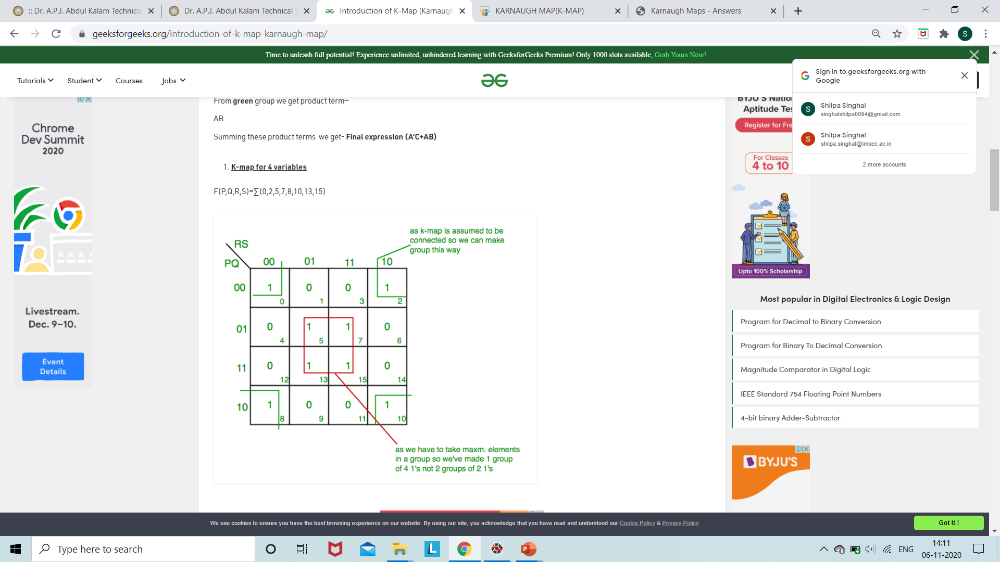 :: Dr. A.P.J. Abdul Kalam Technical
Dr. A.P.J. Abdul Kalam Technical
Introduction of K-Map (Karnaugh
KARNAUGH MAP(K-MAP)
Karnaugh Maps - Answers
geeksforgeeks.org/introduction-of-k-map-karnaugh-map/
S
Time to unleash full potential! Experience unlimited, unhindered learning with GeeksforGeeks Premium! Only 1000 slots available, Grab Yours Now!
Tutorials
Student
Courses
Jobs
Sign in to geeksforgeeks.org with
Google
S
Shilpa Singhal
singhalshilpa0094@gmail.com
S
Shilpa Singhal
shilpa.singhal@imsec.ac.in
2 more accounts
Chrome
Dev Summit
2020
Livestream.
Dec. 9–10.
Event
Details
From green group we get product term—
AB
Summing these product terms we get- Final expression (A'C+AB)
1. K-map for 4 variables
F(P,Q,R,S)=∑(0,2,5,7,8,10,13,15)
as k-map is assumed to be
connected so we can make
group this way
RS
PQ 00 01 11 10
00 1 0 0 1
0 1 3 2
01 0 1 1 0
4 5 7 6
11 0 1 1 0
12 13 15 14
10 1 0 0 1
8 9 11 10
as we have to take maxm. elements
in a group so we've made 1 group
of 4 1's not 2 groups of 2 1's
BYJU'S
Aptitude
Register for
For Classes
4 to 10
Upto 100% Scholarship
Most popular in Digital Electronics & Logic Design
Program for Decimal to Binary Conversion
Program for Binary To Decimal Conversion
Magnitude Comparator in Digital Logic
IEEE Standard 754 Floating Point Numbers
4-bit binary Adder-Subtractor
BYJU'S
We use cookies to ensure you have the best browsing experience on our website. By using our site, you acknowledge that you have read and understood our Cookie Policy & Privacy Policy
Got It !
Type here to search
L
P
ENG
14:11
06-11-2020